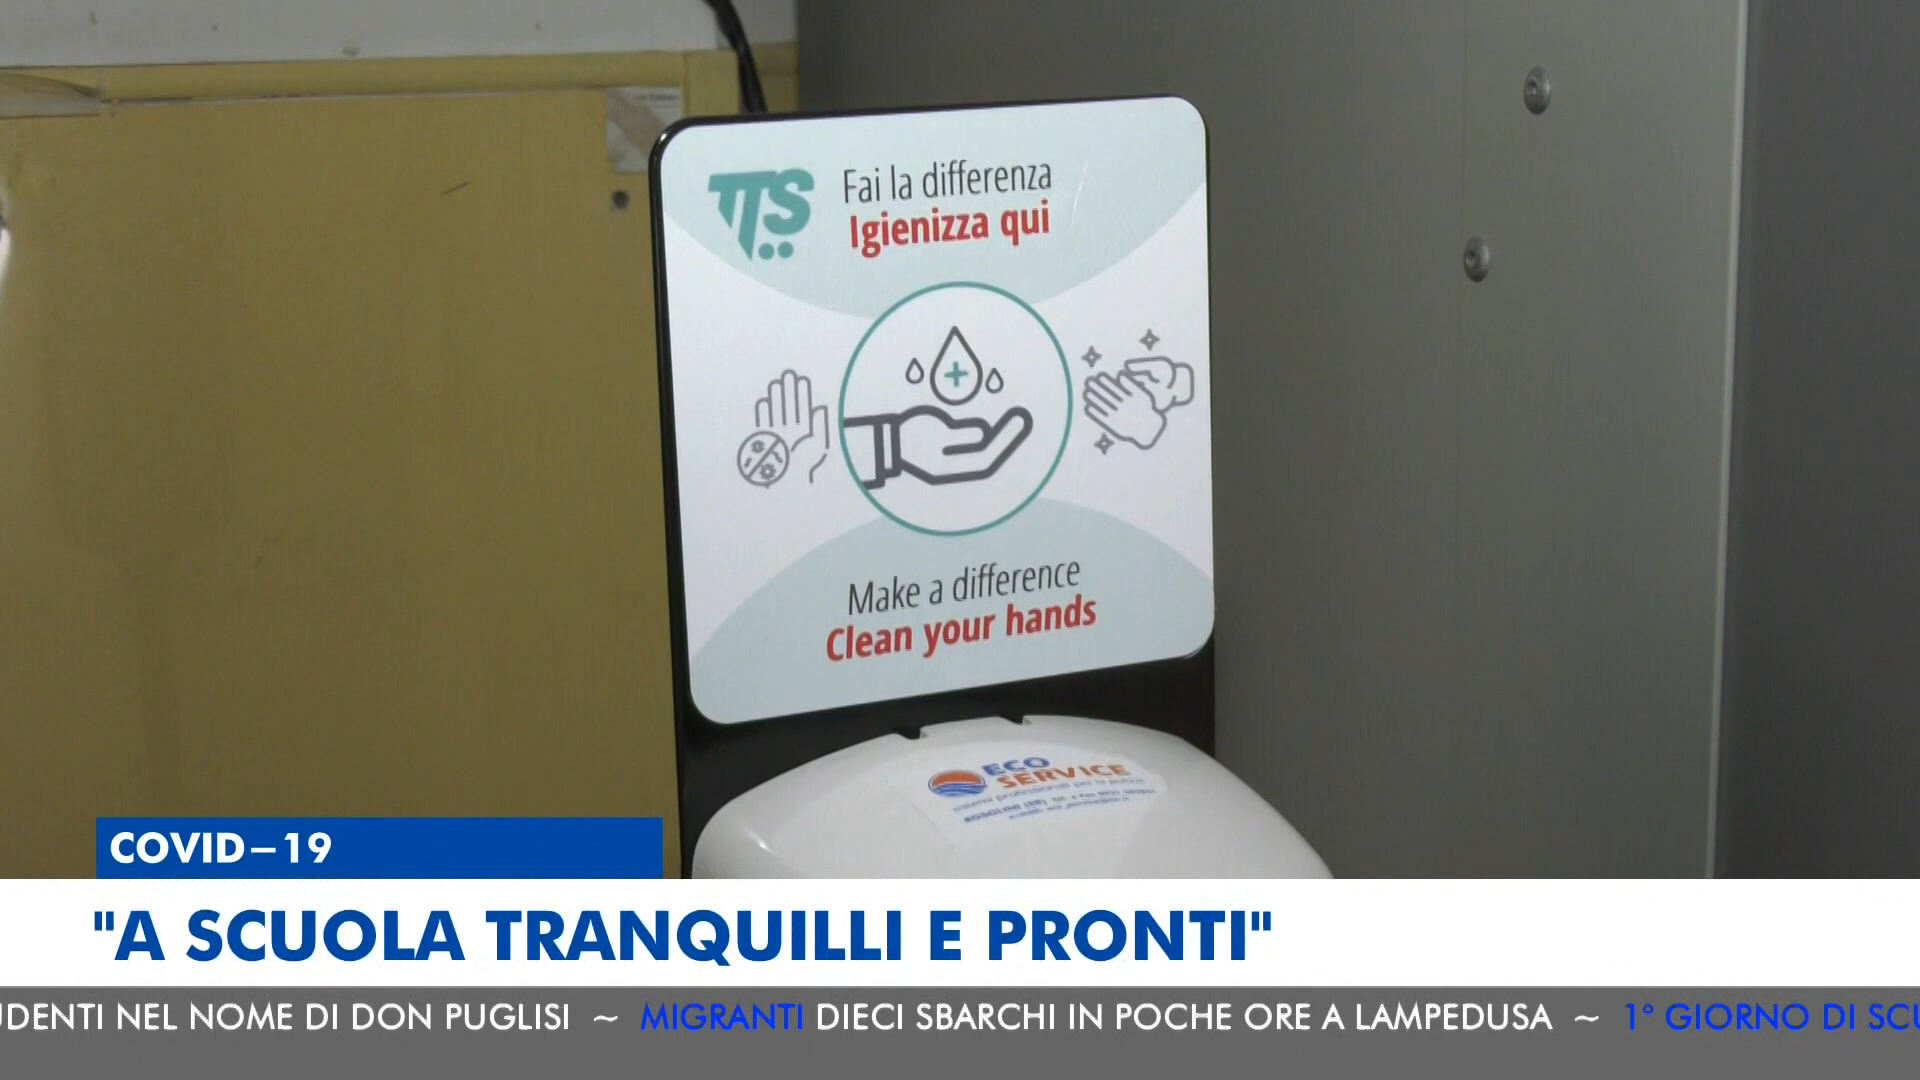 TTS
Fai la differenza
Igienizza qui
Make a difference
Clean your hands
ECO
SERVICE
COVID–19
"A SCUOLA TRANQUILLI E PRONTI"
UDENTI NEL NOME DI DON PUGLISI ~ MIGRANTI DIECI SBARCHI IN POCHE ORE A LAMPEDUSA ~ 1° GIORNO DI SCU